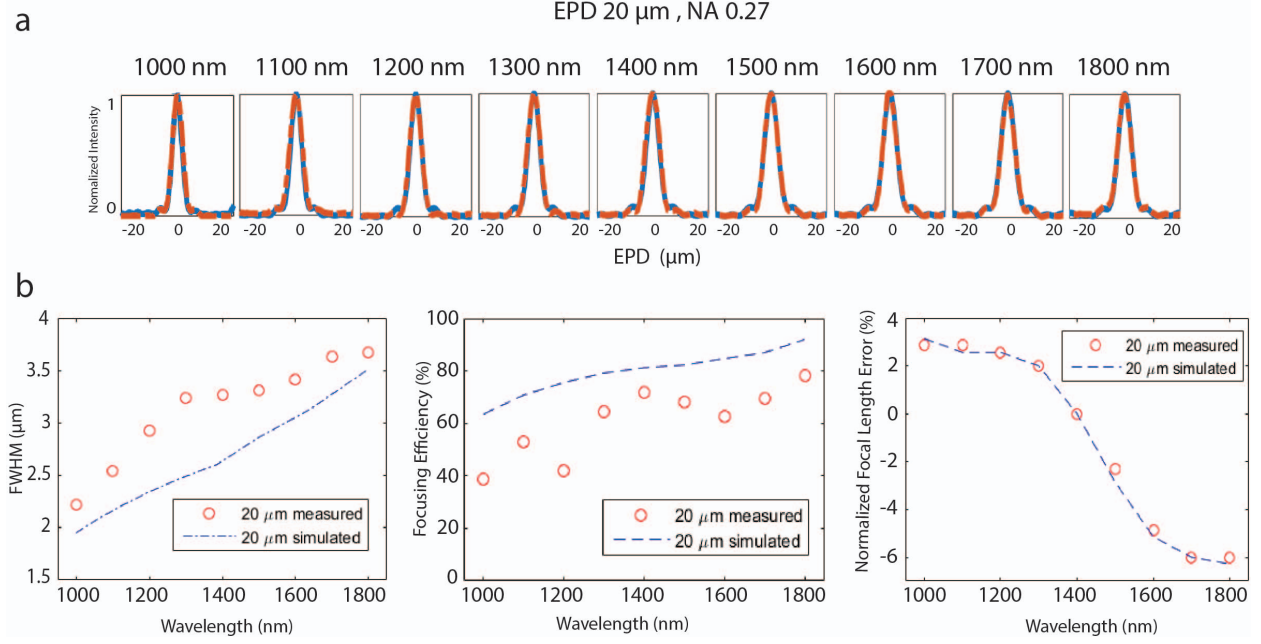 a
EPD 20 μm , NA 0.27
1000 nm 1100 nm 1200 nm 1300 nm 1400 nm 1500 nm 1600 nm 1700 nm 1800 nm
Normalized Intensity
1
0
-20 0 20 -20 0 20 -20 0 20 -20 0 20 -20 0 20 -20 0 20 -20 0 20 -20 0 20 -20 0 20
EPD (μm)
b
FWHM (μm)
4
3.5
3
2.5
2
1.5
20 μm measured
20 μm simulated
1000 1200 1400 1600 1800
Wavelength (nm)
Focusing Efficiency (%)
100
80
60
40
20
0
20 μm measured
20 μm simulated
1000 1200 1400 1600 1800
Wavelength (nm)
Normalized Focal Length Error (%)
4
2
0
-2
-4
-6
20 μm measured
20 μm simulated
1000 1200 1400 1600 1800
Wavelength (nm)